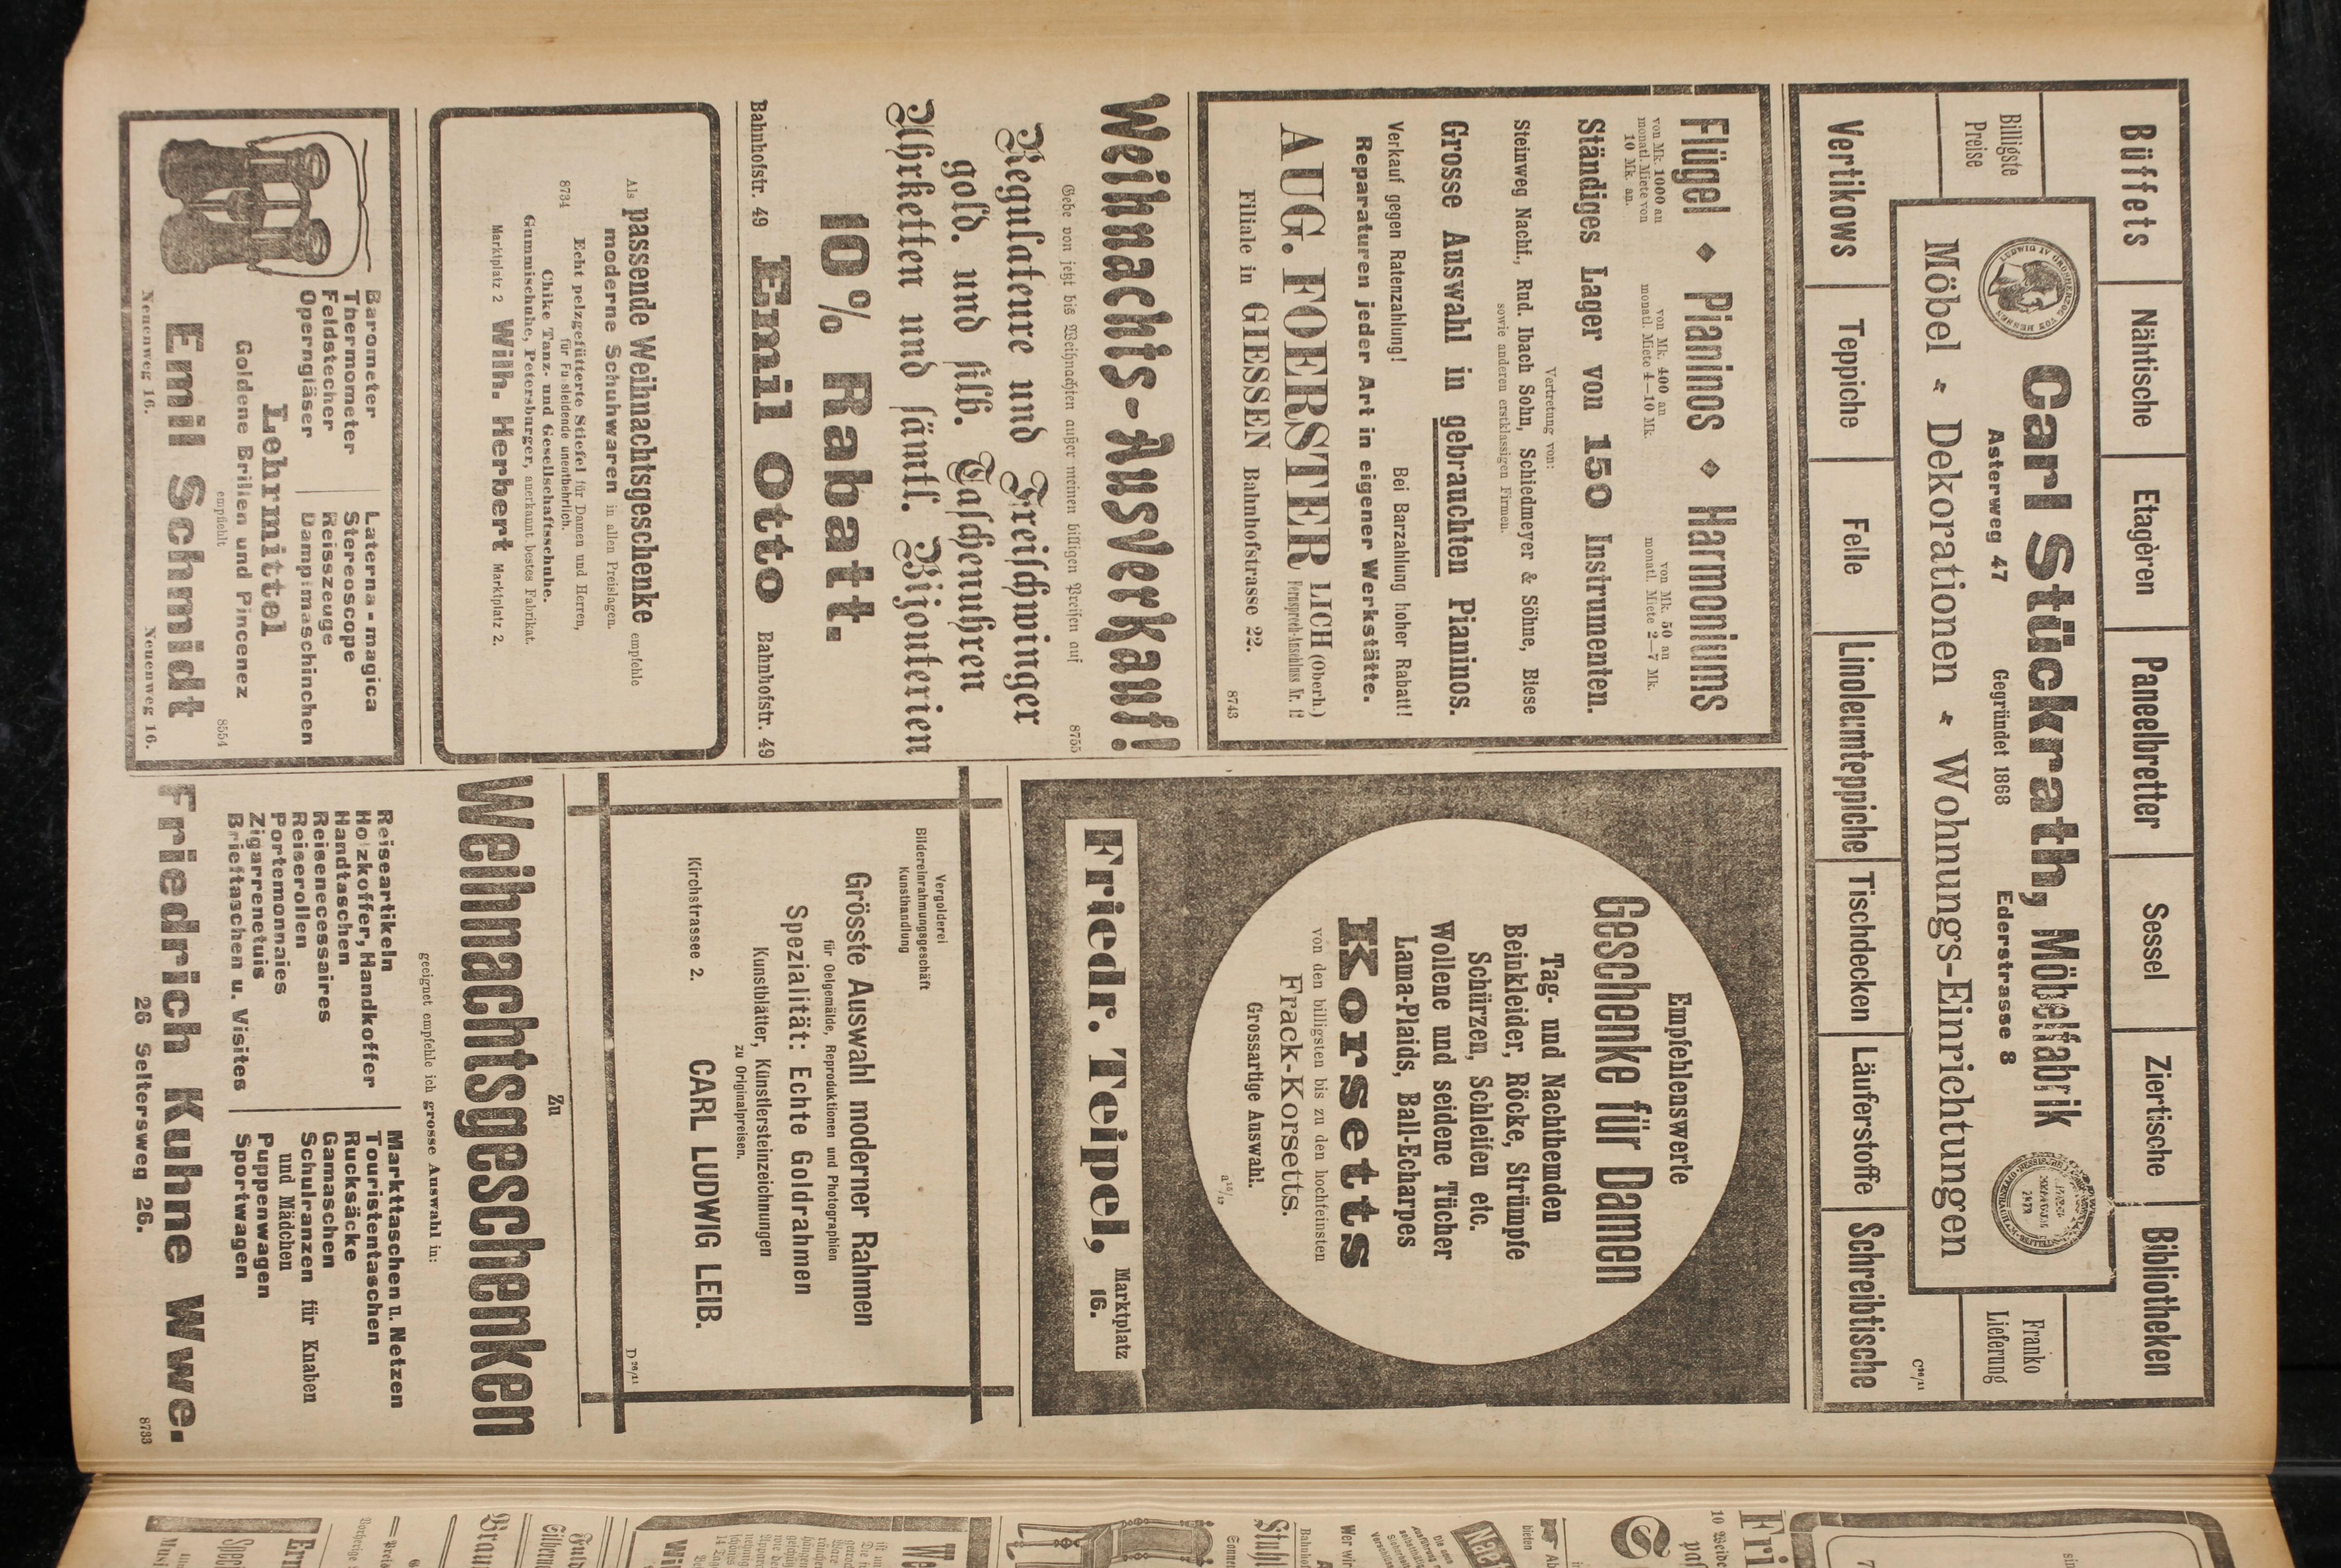 Büffets
Nähtische
Etagèren
Paneelbretter
Sessel
Ziertische
Bibliotheken
Billigste
Preise
LUDWIG IV GROSHERZOG VON HESSEN
Carl Stückrath, Möbelfabrik
Asterweg 47 Gegründet 1868 Ederstrasse 8
Möbel Dekorationen Wohnungs-Einrichtungen
Franko
Lieferung
Vertikows
Teppiche
Felle
Linoleumteppiche
Tischdecken
Läuferstoffe
Schreibtische
Flügel Pianinos Harmoniums
von Mk. 1000 an
monatl. Miete von
10 Mk. an.
von Mk. 400 an
monatl. Miete 4—10 Mk.
von Mk. 50 an
monatl. Miete 2—7 Mk.
Ständiges Lager von 150 Instrumenten.
Vertretung von:
Steinweg Nachf., Rud. Ibach Sohn, Schiedmeyer & Söhne, Biese
sowie anderen erstklassigen Firmen.
Grosse Auswahl in gebrauchten Pianinos.
Verkauf gegen Ratenzahlung! Bei Barzahlung hoher Rabatt!
Reparaturen jeder Art in eigener Werkstätte.
AUG. FOERSTER LICH (Oberh.)
Fernsprech-Anschluss Nr. 12
Filiale in GIESSEN Bahnhofstrasse 22.
8743
Weihnachts-Ausverkauf!
Gebe von jetzt bis Weihnachten außer meinen billigen Preisen auf 8755
Regulateure und Freischwinger
gold. und silb. Taschenuhren
Uhrketten und sämtl. Bijouterien
10% Rabatt.
Bahnhofstr. 49 Emil Otto Bahnhofstr. 49
Als passende Weihnachtsgeschenke empfehle
moderne Schuhwaren in allen Preislagen.
Echt pelzgefütterte Stiefel für Damen und Herren,
8734 für Fussleidende unentbehrlich.
Chike Tanz- und Gesellschaftsschuhe.
Gummischuhe, Petersburger, anerkannt bestes Fabrikat.
Marktplatz 2 Wilh. Herbert Marktplatz 2.
Barometer
Thermometer
Feldstecher
Operngläser
Laterna-magica
Stereoscope
Reisszeuge
Dampfmaschinchen
Lehrmittel
Goldene Brillen und Pincenez
empfiehlt 8554
Emil Schmidt
Neuenweg 16. Neuenweg 16.
Empfehlenswerte
Geschenke für Damen
Tag- und Nachthemden
Beinkleider, Röcke, Strümpfe
Schürzen, Schleifen etc.
Wollene und seidene Tücher
Lama-Plaids, Ball-Echarpes
Korsetts
von den billigsten bis zu den hochfeinsten
Frack-Korsetts.
Grossartige Auswahl.
Friedr. Teipel, Marktplatz
16.
Vergolderei
Bildereinrahmungsgeschäft
Kunsthandlung
Grösste Auswahl moderner Rahmen
für Oelgemälde, Reproduktionen und Photographien
Spezialität: Echte Goldrahmen
Kunstblätter, Künstlersteinzeichnungen
zu Originalpreisen.
Kirchstrassee 2. CARL LUDWIG LEIB.
Zu
Weihnachtsgeschenken
geeignet empfehle ich grosse Auswahl in:
Reiseartikeln
Holzkoffer, Handkoffer
Handtaschen
Reisenecessaires
Reiserollen
Portemonnaies
Zigarrenetuis
Brieftaschen u. Visites
Markttaschen u. Netzen
Touristentaschen
Rucksäcke
Gamaschen
Schulranzen für Knaben
und Mädchen
Puppenwagen
Sportwagen
Friedrich Kuhne Wwe.
26 Seltersweg 26. 8733